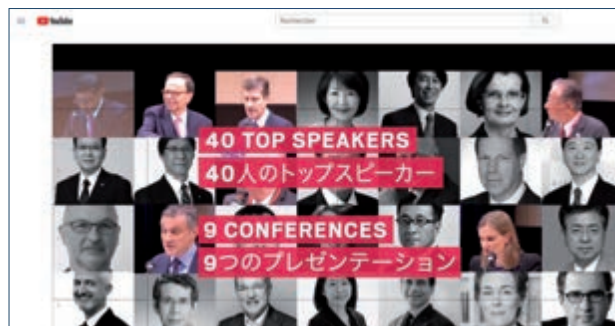 YouTube
Rechercher
40 TOP SPEAKERS
40人のトップスピーカー
9 CONFERENCES
9つのプレゼンテーション